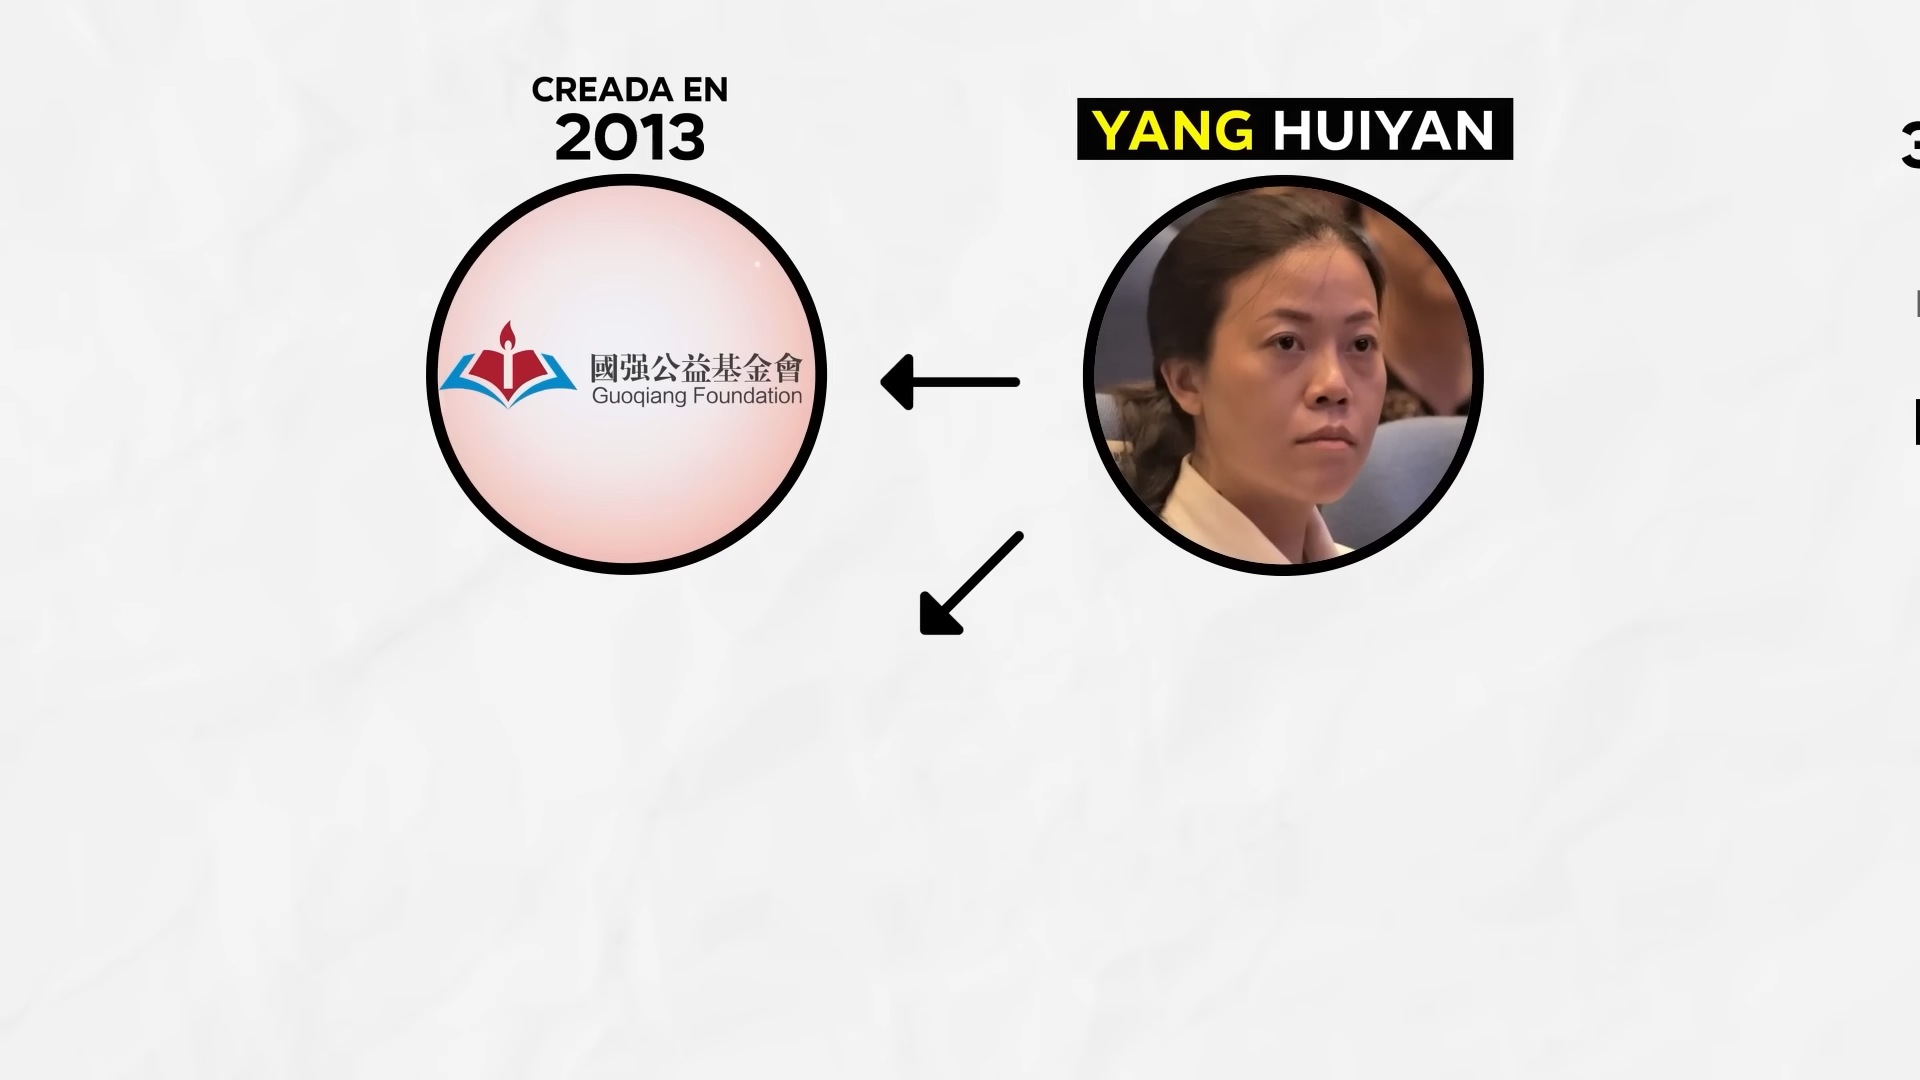 CREADA EN
2013
國强公益基金會
Guoqiang Foundation
YANG HUIYAN